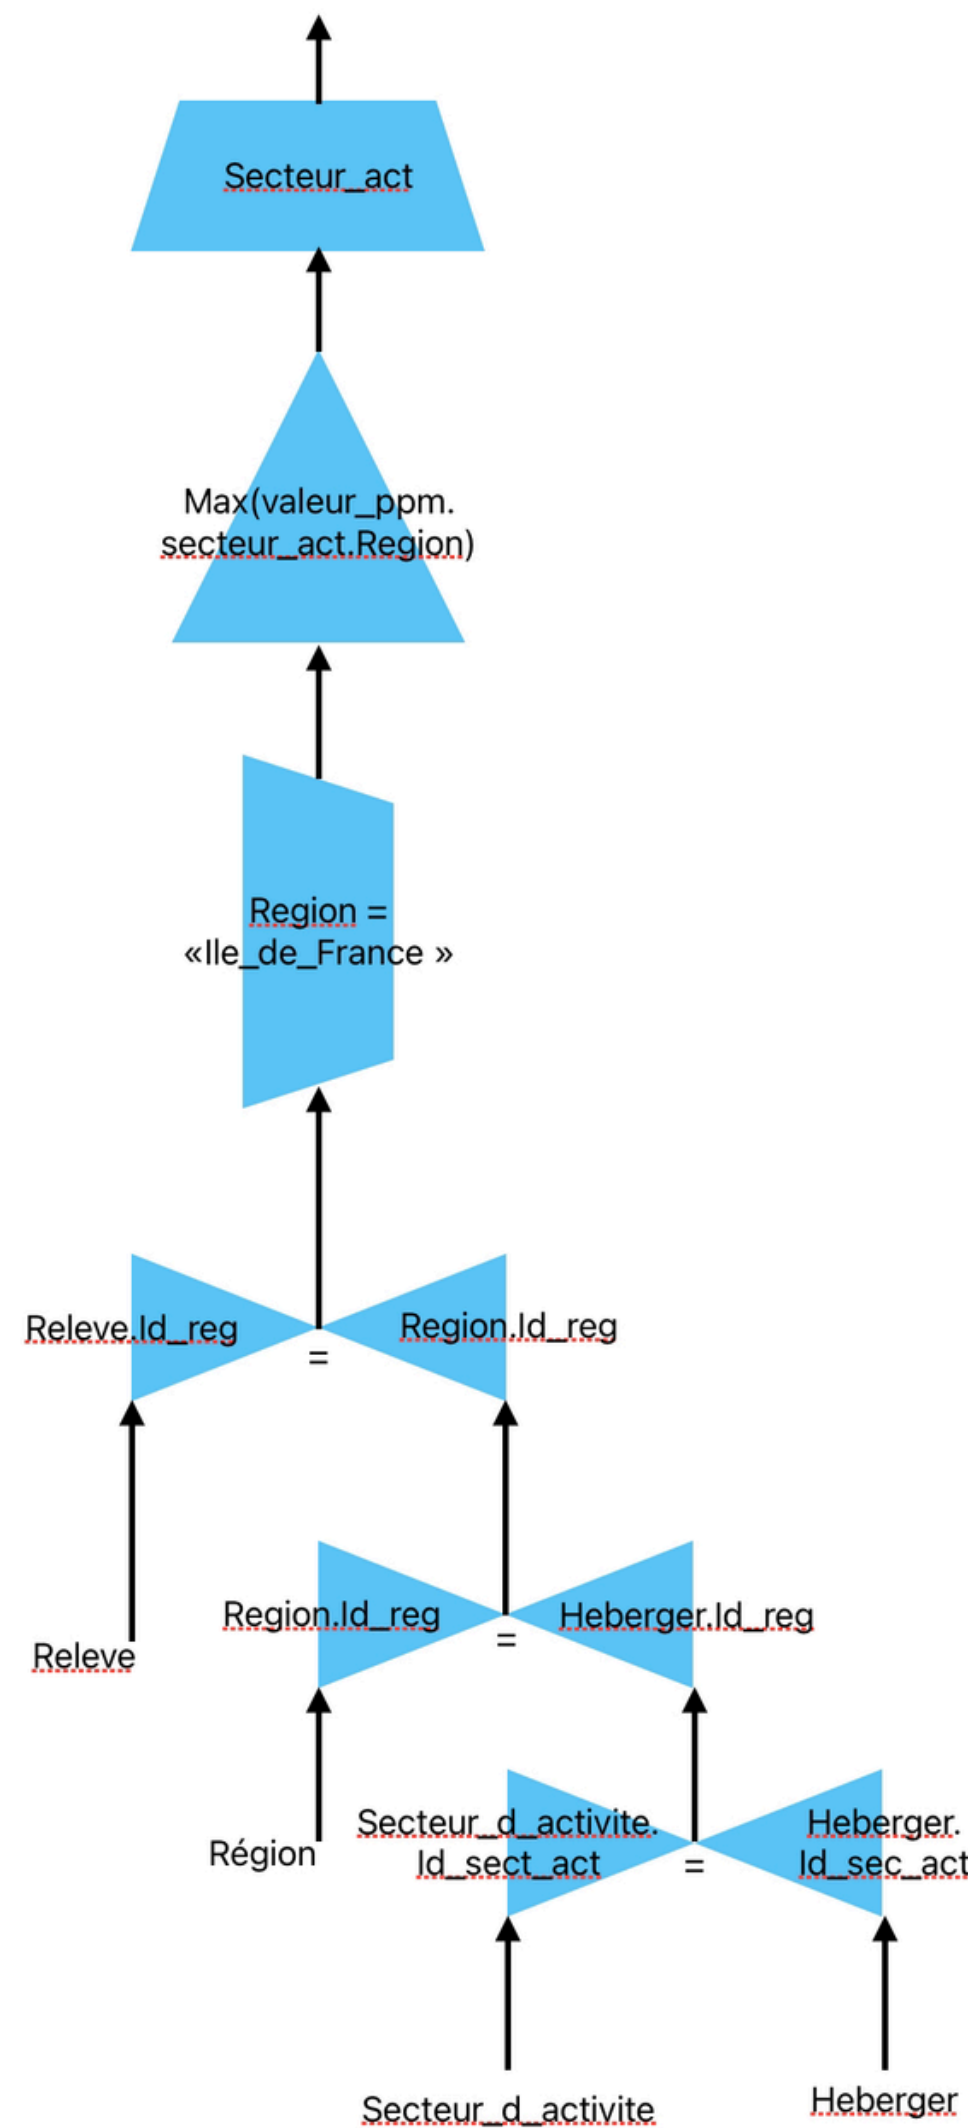 Secteur_act
Max(valeur_ppm.
secteur_act.Region)
Region =
«Ile_de_France »
Releve.Id_reg
=
Region.Id_reg
Region.Id_reg
=
Heberger.Id_reg
Releve
Région
Secteur_d_activite.
Id_sect_act
=
Heberger.
Id_sec_act
Secteur_d_activite
Heberger